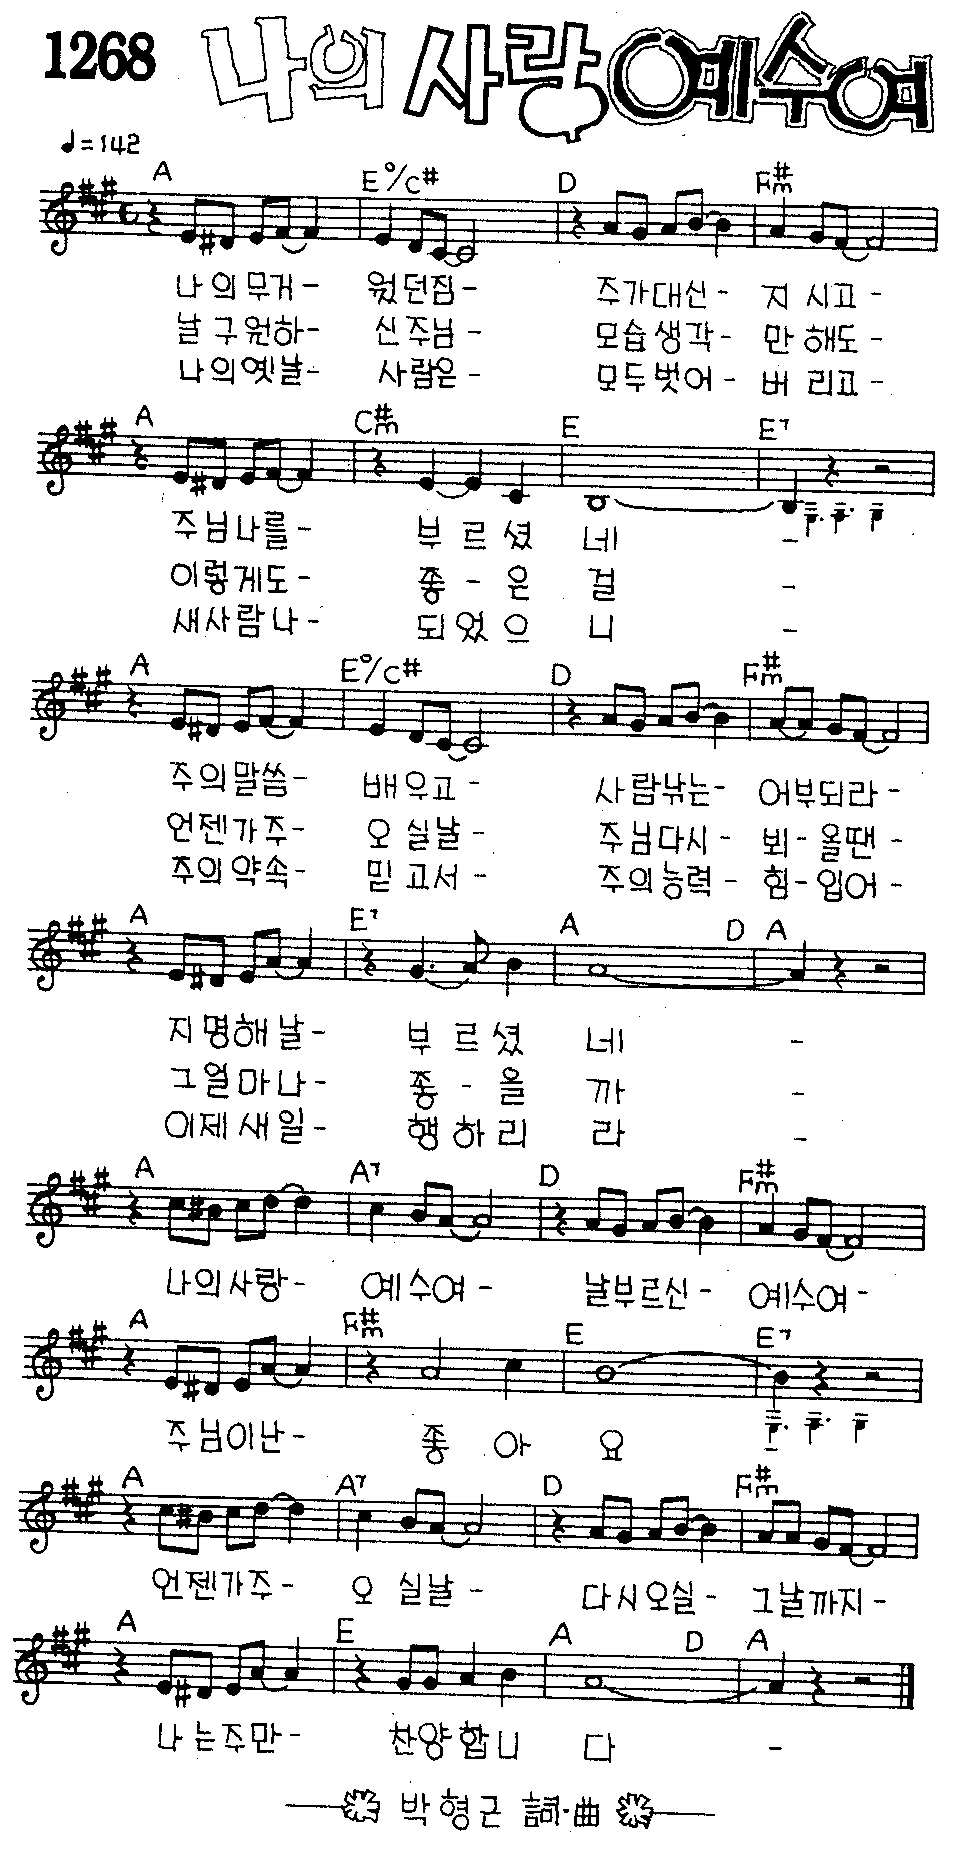 1268 나의 사랑 예수여
♩=142
A E°/C# D F#m
나의무거- 웠던짐- 주가대신- 지시고-
날구원하- 신주님- 모습생각- 만해도-
나의옛날- 사람은- 모두벗어- 버리고-
A C#m E E7
주님나를- 부르셨네 -
이렇게도- 좋-은걸 -
새사람나- 되었으니 -
A E°/C# D F#m
주의말씀- 배우고- 사람낚는- 어부되라-
언젠가주- 오실날- 주님다시- 뵈-올땐-
주의약속- 믿고서- 주의능력- 힘-입어-
A E7 A D A
지명해날- 부르셨네 -
그얼마나- 좋-을까 -
이제새일- 행하리라 -
A A7 D F#m
나의사랑- 예수여- 날부르신- 예수여-
A F#m E E7
주님이난- 좋아요 -
A A7 D F#m
언젠가주- 오실날- 다시오실- 그날까지-
A E A D A
나는주만- 찬양합니다 -
박형근 詞·曲